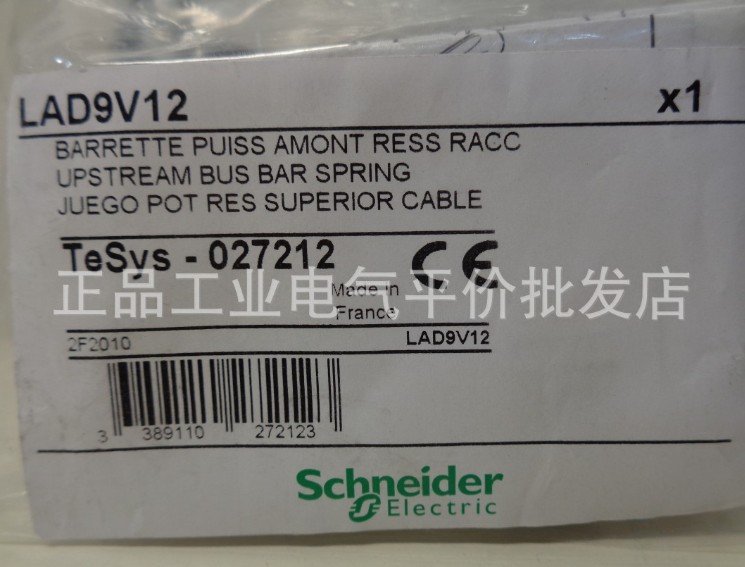 LAD9V12 x1
BARRETTE PUISS AMONT RESS RACC
UPSTREAM BUS BAR SPRING
JUEGO POT RES SUPERIOR CABLE
TeSys - 027212 CE
正品工业电气平价批发店
Made in
France
2F2010 LAD9V12
3 389110 272123
Schneider
Electric